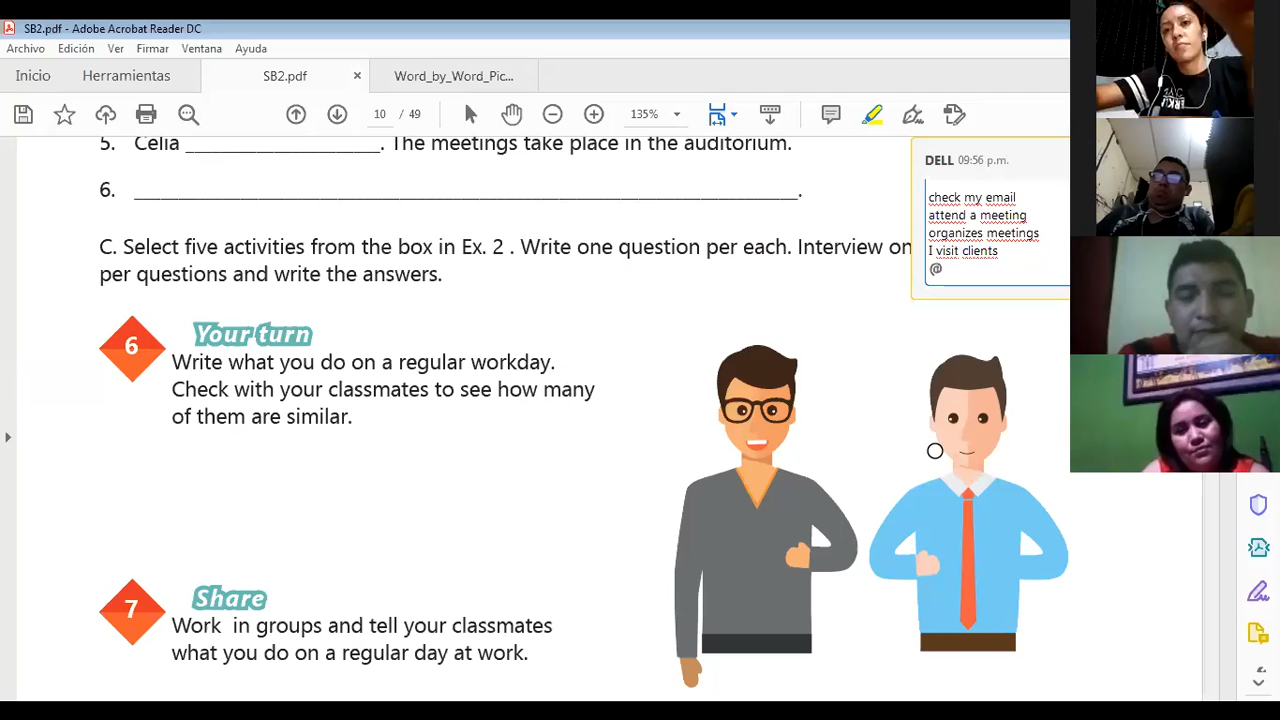 SB2.pdf - Adobe Acrobat Reader DC
Archivo Edición Ver Firmar Ventana Ayuda
Inicio Herramientas SB2.pdf × Word_by_Word_Pic...
10 / 49 135%
5. Celia ____________________. The meetings take place in the auditorium.
6. ______________________________________________________________________.
C. Select five activities from the box in Ex. 2 . Write one question per each. Interview on
per questions and write the answers.
DELL 09:56 p.m.
check my email
attend a meeting
organizes meetings
I visit clients
@
6 Your turn
Write what you do on a regular workday.
Check with your classmates to see how many
of them are similar.
7 Share
Work in groups and tell your classmates
what you do on a regular day at work.